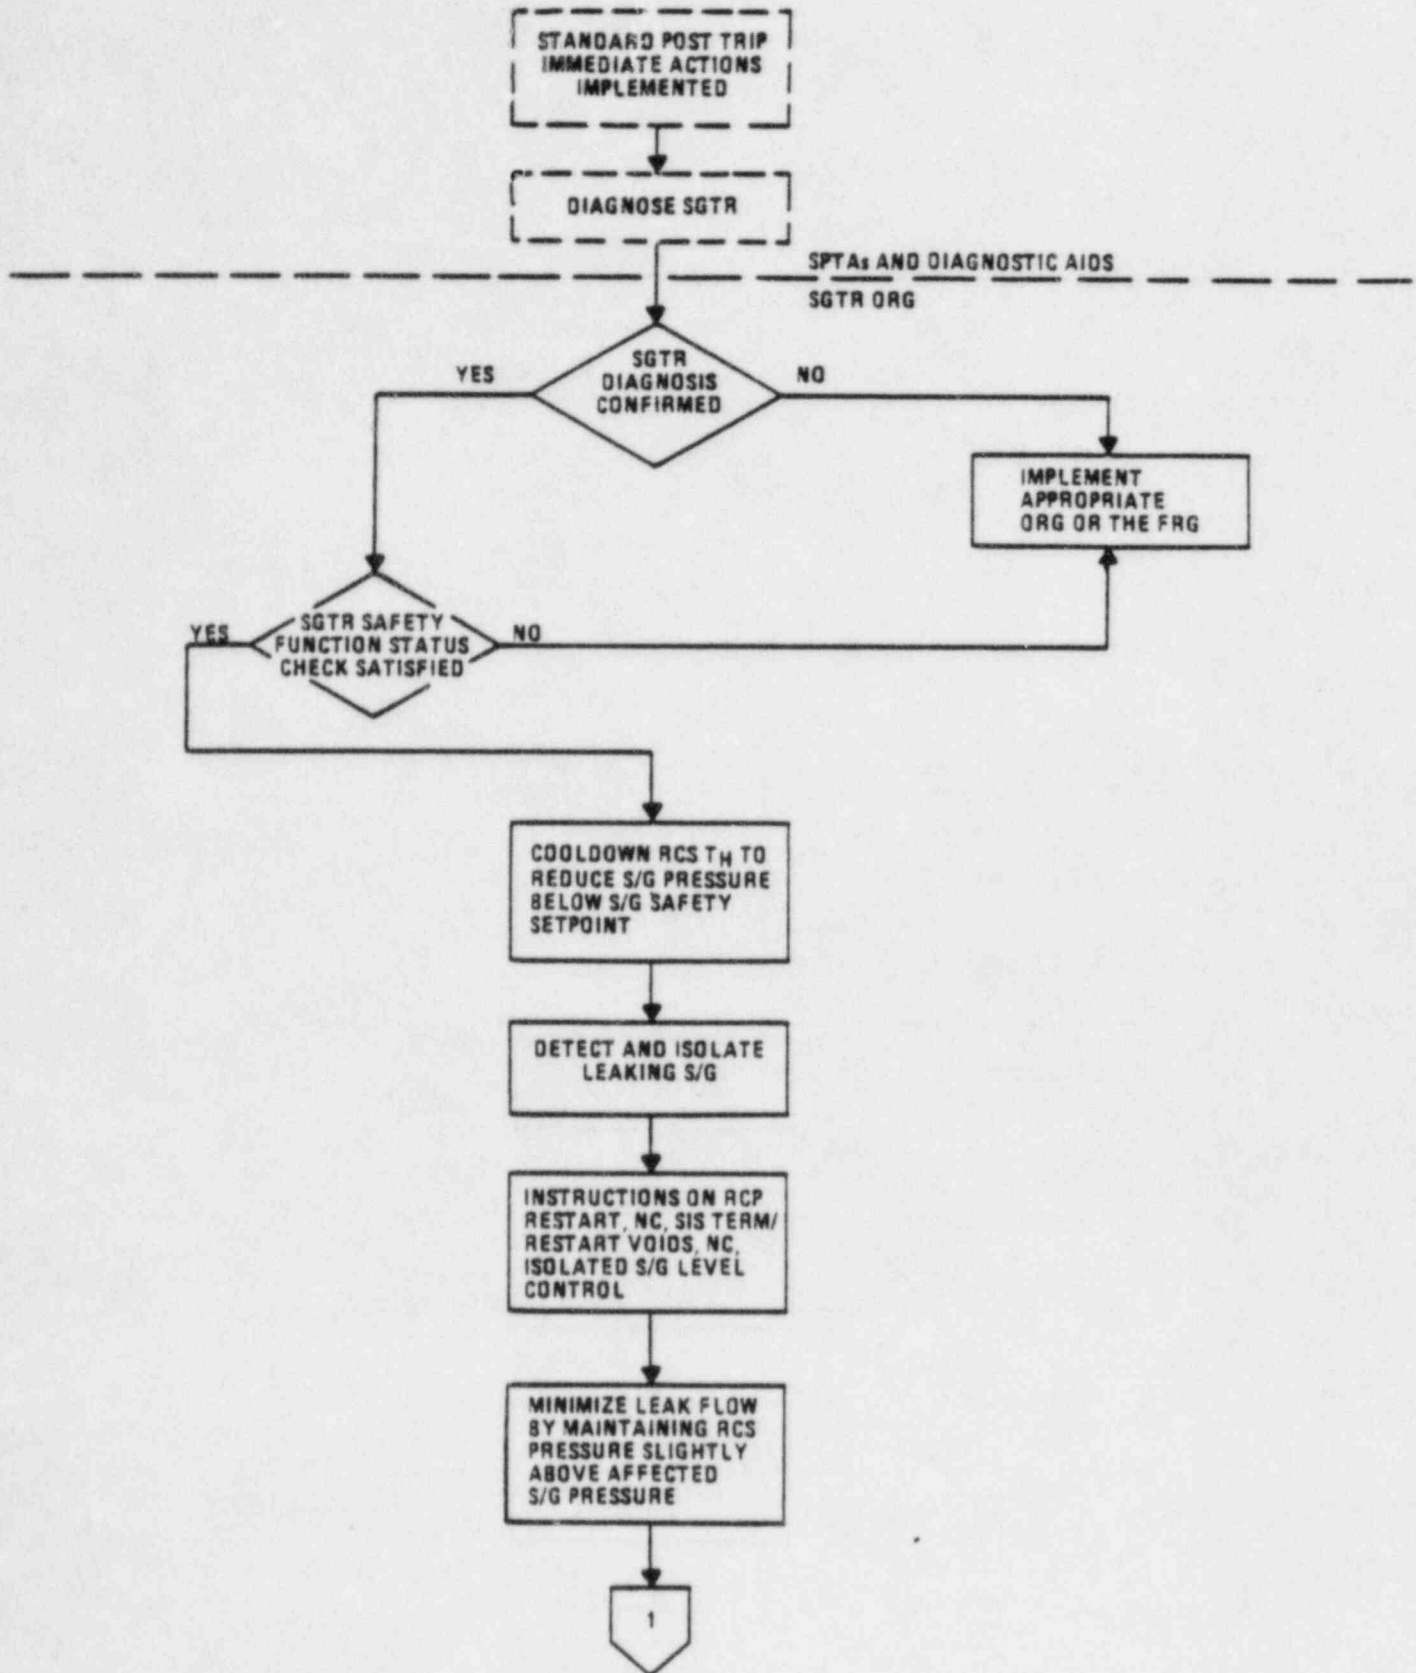 STANDARD POST TRIP
IMMEDIATE ACTIONS
IMPLEMENTED
DIAGNOSE SGTR
SPTAs AND DIAGNOSTIC AIDS
SGTR ORG
YES
SGTR
DIAGNOSIS
CONFIRMED
NO
IMPLEMENT
APPROPRIATE
ORG OR THE FRG
YES
SGTR SAFETY
FUNCTION STATUS
CHECK SATISFIED
NO
COOLDOWN RCS TH TO
REDUCE S/G PRESSURE
BELOW S/G SAFETY
SETPOINT
DETECT AND ISOLATE
LEAKING S/G
INSTRUCTIONS ON RCP
RESTART, NC, SIS TERM/
RESTART VOIDS, NC,
ISOLATED S/G LEVEL
CONTROL
MINIMIZE LEAK FLOW
BY MAINTAINING RCS
PRESSURE SLIGHTLY
ABOVE AFFECTED
S/G PRESSURE
1